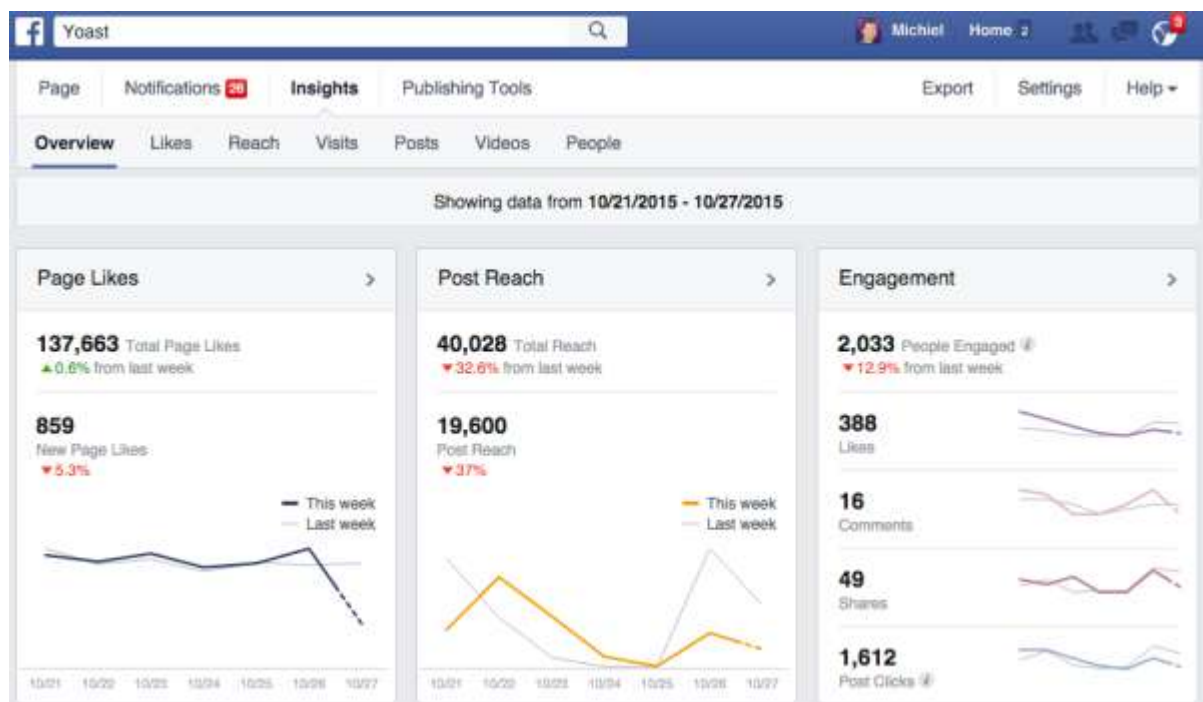 f
Yoast
Michiel Home 2 3
Page Notifications 26 Insights Publishing Tools Export Settings Help
Overview Likes Reach Visits Posts Videos People
Showing data from 10/21/2015 - 10/27/2015
Page Likes
137,663 Total Page Likes
0.6% from last week
859
New Page Likes
5.3%
This week
Last week
10/21 10/22 10/23 10/24 10/25 10/26 10/27
Post Reach
40,028 Total Reach
32.6% from last week
19,600
Post Reach
37%
This week
Last week
10/21 10/22 10/23 10/24 10/25 10/26 10/27
Engagement
2,033 People Engaged i
12.9% from last week
388
Likes
16
Comments
49
Shares
1,612
Post Clicks i